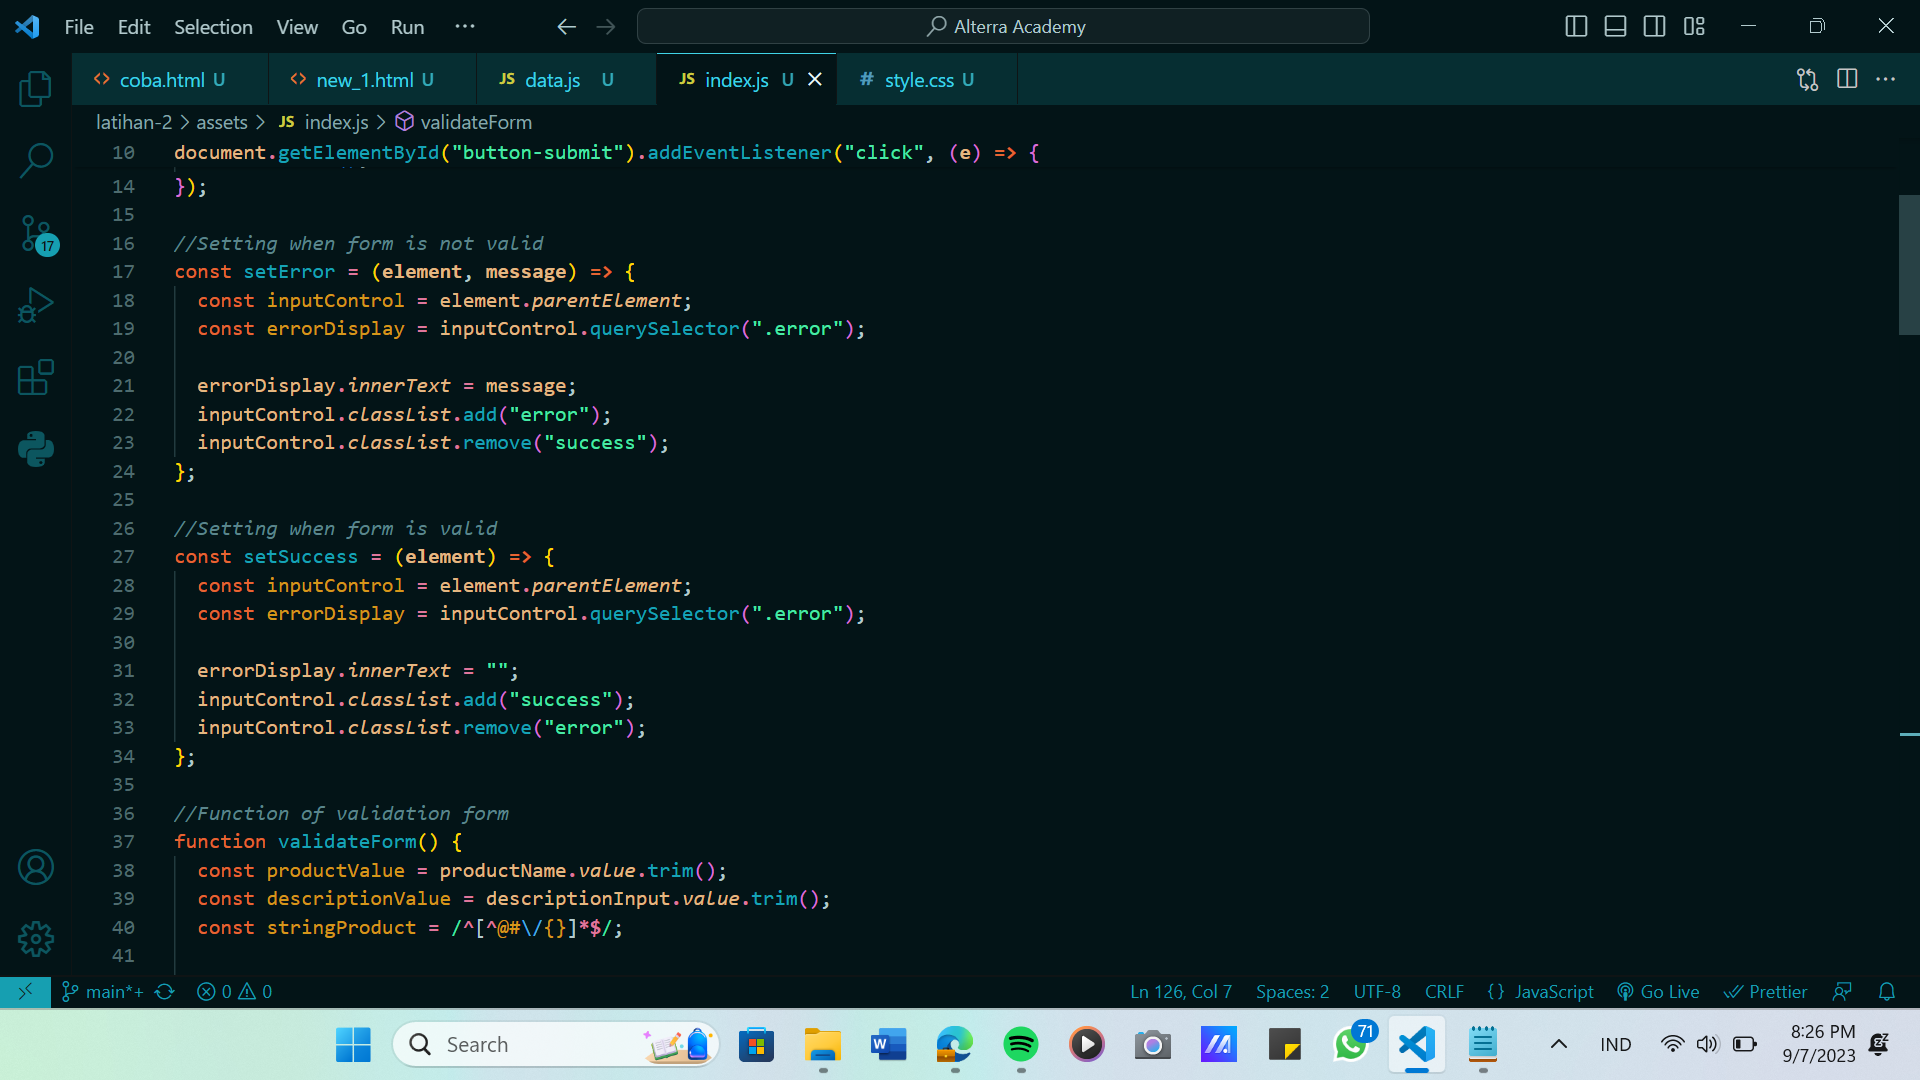 File Edit Selection View Go Run ··· Alterra Academy
coba.html U new_1.html U JS data.js U JS index.js U # style.css U
latihan-2 > assets > JS index.js > validateForm
10 document.getElementById("button-submit").addEventListener("click", (e) => {
14 });
15
16 //Setting when form is not valid
17 const setError = (element, message) => {
18 const inputControl = element.parentElement;
19 const errorDisplay = inputControl.querySelector(".error");
20
21 errorDisplay.innerText = message;
22 inputControl.classList.add("error");
23 inputControl.classList.remove("success");
24 };
25
26 //Setting when form is valid
27 const setSuccess = (element) => {
28 const inputControl = element.parentElement;
29 const errorDisplay = inputControl.querySelector(".error");
30
31 errorDisplay.innerText = "";
32 inputControl.classList.add("success");
33 inputControl.classList.remove("error");
34 };
35
36 //Function of validation form
37 function validateForm() {
38 const productValue = productName.value.trim();
39 const descriptionValue = descriptionInput.value.trim();
40 const stringProduct = /^[^@#\/{}]*$/;
41
17
main*+ 0 0 Ln 126, Col 7 Spaces: 2 UTF-8 CRLF {} JavaScript Go Live Prettier
Search W 71 IND 8:26 PM
9/7/2023